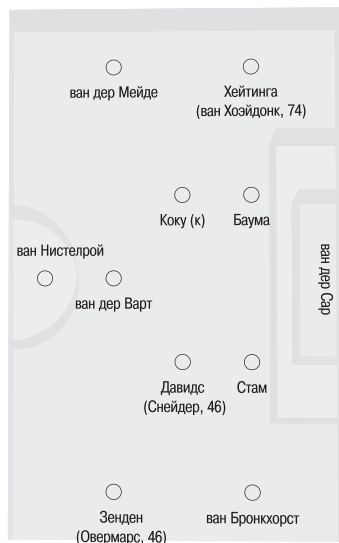 ван дер Мейде
Хейтинга
(ван Хоэйдонк, 74)
Коку (к)
Баума
ван Нистелрой
ван дер Варт
ван дер Сар
Давидс
(Снейдер, 46)
Стам
Зенден
(Овермарс, 46)
ван Бронкхорст